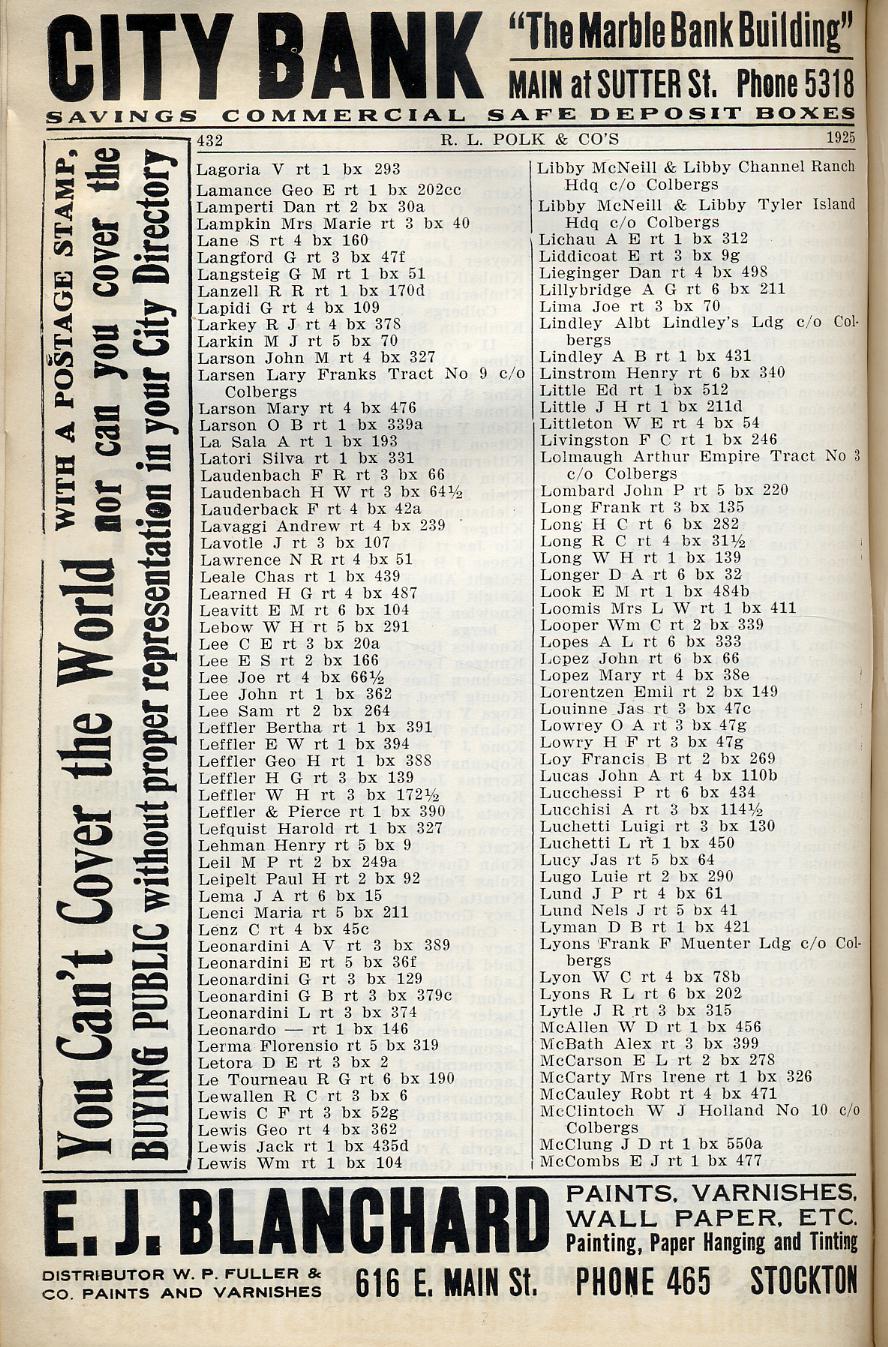 CITY BANK
"The Marble Bank Building"
MAIN at SUTTER St. Phone 5318
SAVINGS COMMERCIAL SAFE DEPOSIT BOXES
You Can't Cover the World WITH A POSTAGE STAMP,
nor can you cover the
BUYING PUBLIC without proper representation in your City Directory
432 R. L. POLK & CO'S 1925
Lagoria V rt 1 bx 293
Lamance Geo E rt 1 bx 202cc
Lamperti Dan rt 2 bx 30a
Lampkin Mrs Marie rt 3 bx 40
Lane S rt 4 bx 160
Langford G rt 3 bx 47f
Langsteig G M rt 1 bx 51
Lanzell R R rt 1 bx 170d
Lapidi G rt 4 bx 109
Larkey R J rt 4 bx 378
Larkin M J rt 5 bx 70
Larson John M rt 4 bx 327
Larsen Lary Franks Tract No 9 c/o
Colbergs
Larson Mary rt 4 bx 476
Larson O B rt 1 bx 339a
La Sala A rt 1 bx 193
Latori Silva rt 1 bx 331
Laudenbach F R rt 3 bx 66
Laudenbach H W rt 3 bx 64½
Lauderback F rt 4 bx 42a
Lavaggi Andrew rt 4 bx 239
Lavotle J rt 3 bx 107
Lawrence N R rt 4 bx 51
Leale Chas rt 1 bx 439
Learned H G rt 4 bx 487
Leavitt E M rt 6 bx 104
Lebow W H rt 5 bx 291
Lee C E rt 3 bx 20a
Lee E S rt 2 bx 166
Lee Joe rt 4 bx 66½
Lee John rt 1 bx 362
Lee Sam rt 2 bx 264
Leffler Bertha rt 1 bx 391
Leffler E W rt 1 bx 394
Leffler Geo H rt 1 bx 388
Leffler H G rt 3 bx 139
Leffler W H rt 3 bx 172½
Leffler & Pierce rt 1 bx 390
Lefquist Harold rt 1 bx 327
Lehman Henry rt 5 bx 9
Leil M P rt 2 bx 249a
Leipelt Paul H rt 2 bx 92
Lema J A rt 6 bx 15
Lenci Maria rt 5 bx 211
Lenz C rt 4 bx 45c
Leonardini A V rt 3 bx 389
Leonardini E rt 5 bx 36f
Leonardini G rt 3 bx 129
Leonardini G B rt 3 bx 379c
Leonardini L rt 3 bx 374
Leonardo — rt 1 bx 146
Lerma Florensio rt 5 bx 319
Letora D E rt 3 bx 2
Le Tourneau R G rt 6 bx 190
Lewallen R C rt 3 bx 6
Lewis C F rt 3 bx 52g
Lewis Geo rt 4 bx 362
Lewis Jack rt 1 bx 435d
Lewis Wm rt 1 bx 104
Libby McNeill & Libby Channel Ranch
Hdq c/o Colbergs
Libby McNeill & Libby Tyler Island
Hdq c/o Colbergs
Lichau A E rt 1 bx 312
Liddicoat E rt 3 bx 9g
Lieginger Dan rt 4 bx 498
Lillybridge A G rt 6 bx 211
Lima Joe rt 3 bx 70
Lindley Albt Lindley's Ldg c/o Col-
bergs
Lindley A B rt 1 bx 431
Linstrom Henry rt 6 bx 340
Little Ed rt 1 bx 512
Little J H rt 1 bx 211d
Littleton W E rt 4 bx 54
Livingston F C rt 1 bx 246
Lolmaugh Arthur Empire Tract No 3
c/o Colbergs
Lombard John P rt 5 bx 220
Long Frank rt 3 bx 135
Long H C rt 6 bx 282
Long R C rt 4 bx 31½
Long W H rt 1 bx 139
Longer D A rt 6 bx 32
Look E M rt 1 bx 484b
Loomis Mrs L W rt 1 bx 411
Looper Wm C rt 2 bx 339
Lopes A L rt 6 bx 333
Lopez John rt 6 bx 66
Lopez Mary rt 4 bx 38e
Lorentzen Emil rt 2 bx 149
Louinne Jas rt 3 bx 47c
Lowrey O A rt 3 bx 47g
Lowry H F rt 3 bx 47g
Loy Francis B rt 2 bx 269
Lucas John A rt 4 bx 110b
Lucchessi P rt 6 bx 434
Lucchisi A rt 3 bx 114½
Luchetti Luigi rt 3 bx 130
Luchetti L rt 1 bx 450
Lucy Jas rt 5 bx 64
Lugo Luie rt 2 bx 290
Lund J P rt 4 bx 61
Lund Nels J rt 5 bx 41
Lyman D B rt 1 bx 421
Lyons Frank F Muenter Ldg c/o Col-
bergs
Lyon W C rt 4 bx 78b
Lyons R L rt 6 bx 202
Lytle J R rt 3 bx 315
McAllen W D rt 1 bx 456
McBath Alex rt 3 bx 399
McCarson E L rt 2 bx 278
McCarty Mrs Irene rt 1 bx 326
McCauley Robt rt 4 bx 471
McClintoch W J Holland No 10 c/o
Colbergs
McClung J D rt 1 bx 550a
McCombs E J rt 1 bx 477
E. J. BLANCHARD
PAINTS, VARNISHES,
WALL PAPER, ETC.
Painting, Paper Hanging and Tinting
DISTRIBUTOR W. P. FULLER &
CO. PAINTS AND VARNISHES
616 E. MAIN St. PHONE 465 STOCKTON